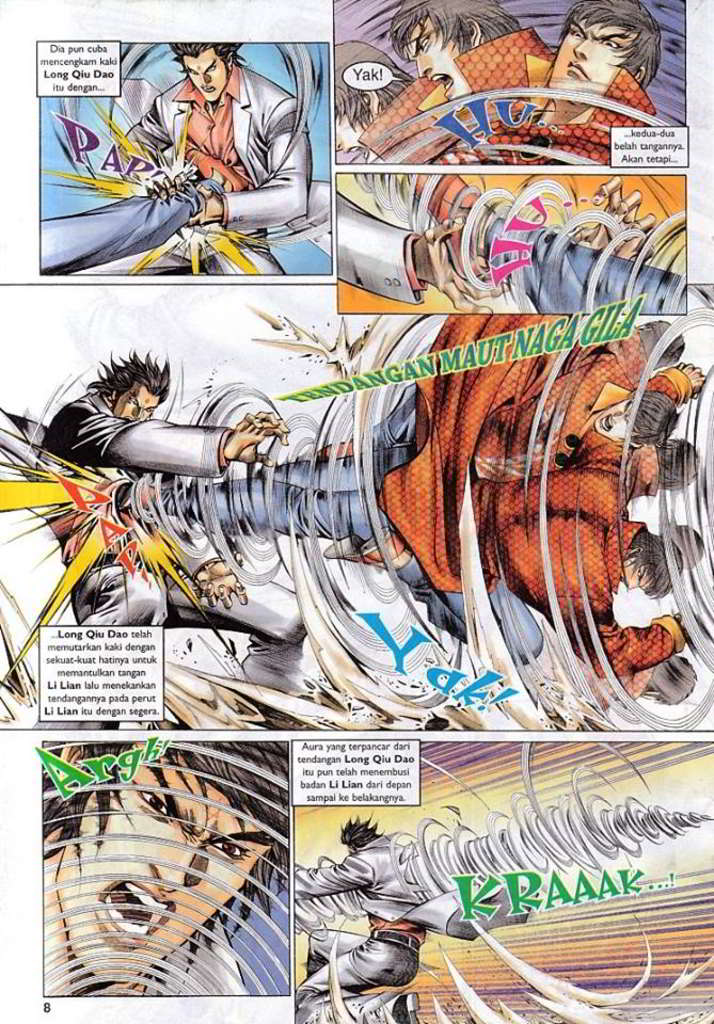 Dia pun cuba
mencengkam kaki
Long Qiu Dao
itu dengan...
PAP
Yak!
HU...
...kedua-dua
belah tangannya.
Akan tetapi...
HU...
TENDANGAN MAUT NAGA GILA
PAP
PAP
Yak!
...Long Qiu Dao telah
memutarkan kaki dengan
sekuat-kuat hatinya untuk
memantulkan tangan
Li Lian lalu menekankan
tendangannya pada perut
Li Lian itu dengan segera.
Argh!
Aura yang terpancar dari
tendangan Long Qiu Dao
itu pun telah menembusi
badan Li Lian dari depan
sampai ke belakangnya.
KRAAAK...!
8